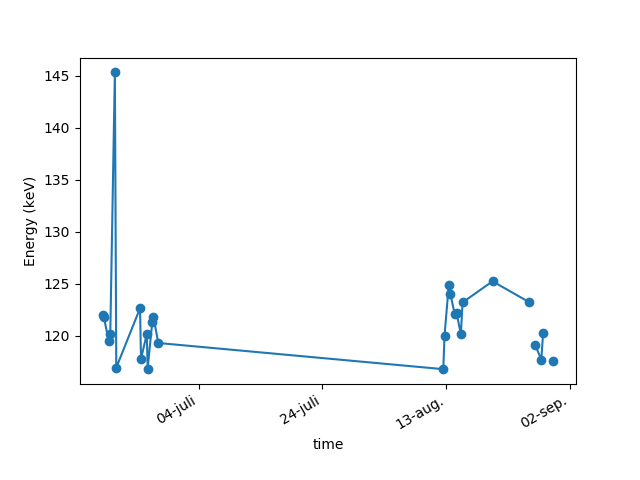 145
140
135
130
125
120
Energy (keV)
04-juli
24-juli
13-aug.
02-sep.
time